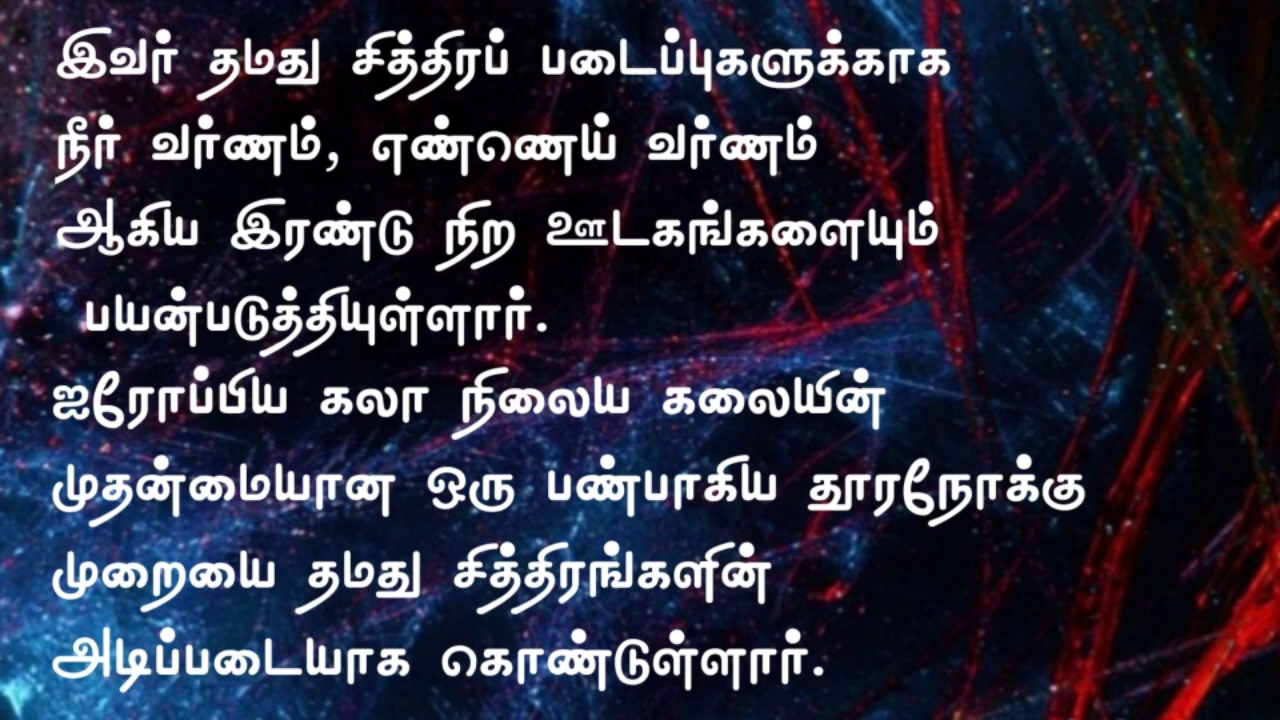 இவர் தமது சித்திரப் படைப்புகளுக்காக
நீர் வர்ணம், எண்ணெய் வர்ணம்
ஆகிய இரண்டு நிற ஊடகங்களையும்
பயன்படுத்தியுள்ளார்.
ஐரோப்பிய கலா நிலைய கலையின்
முதன்மையான ஒரு பண்பாகிய தூரநோக்கு
முறையை தமது சித்திரங்களின்
அடிப்படையாக கொண்டுள்ளார்.